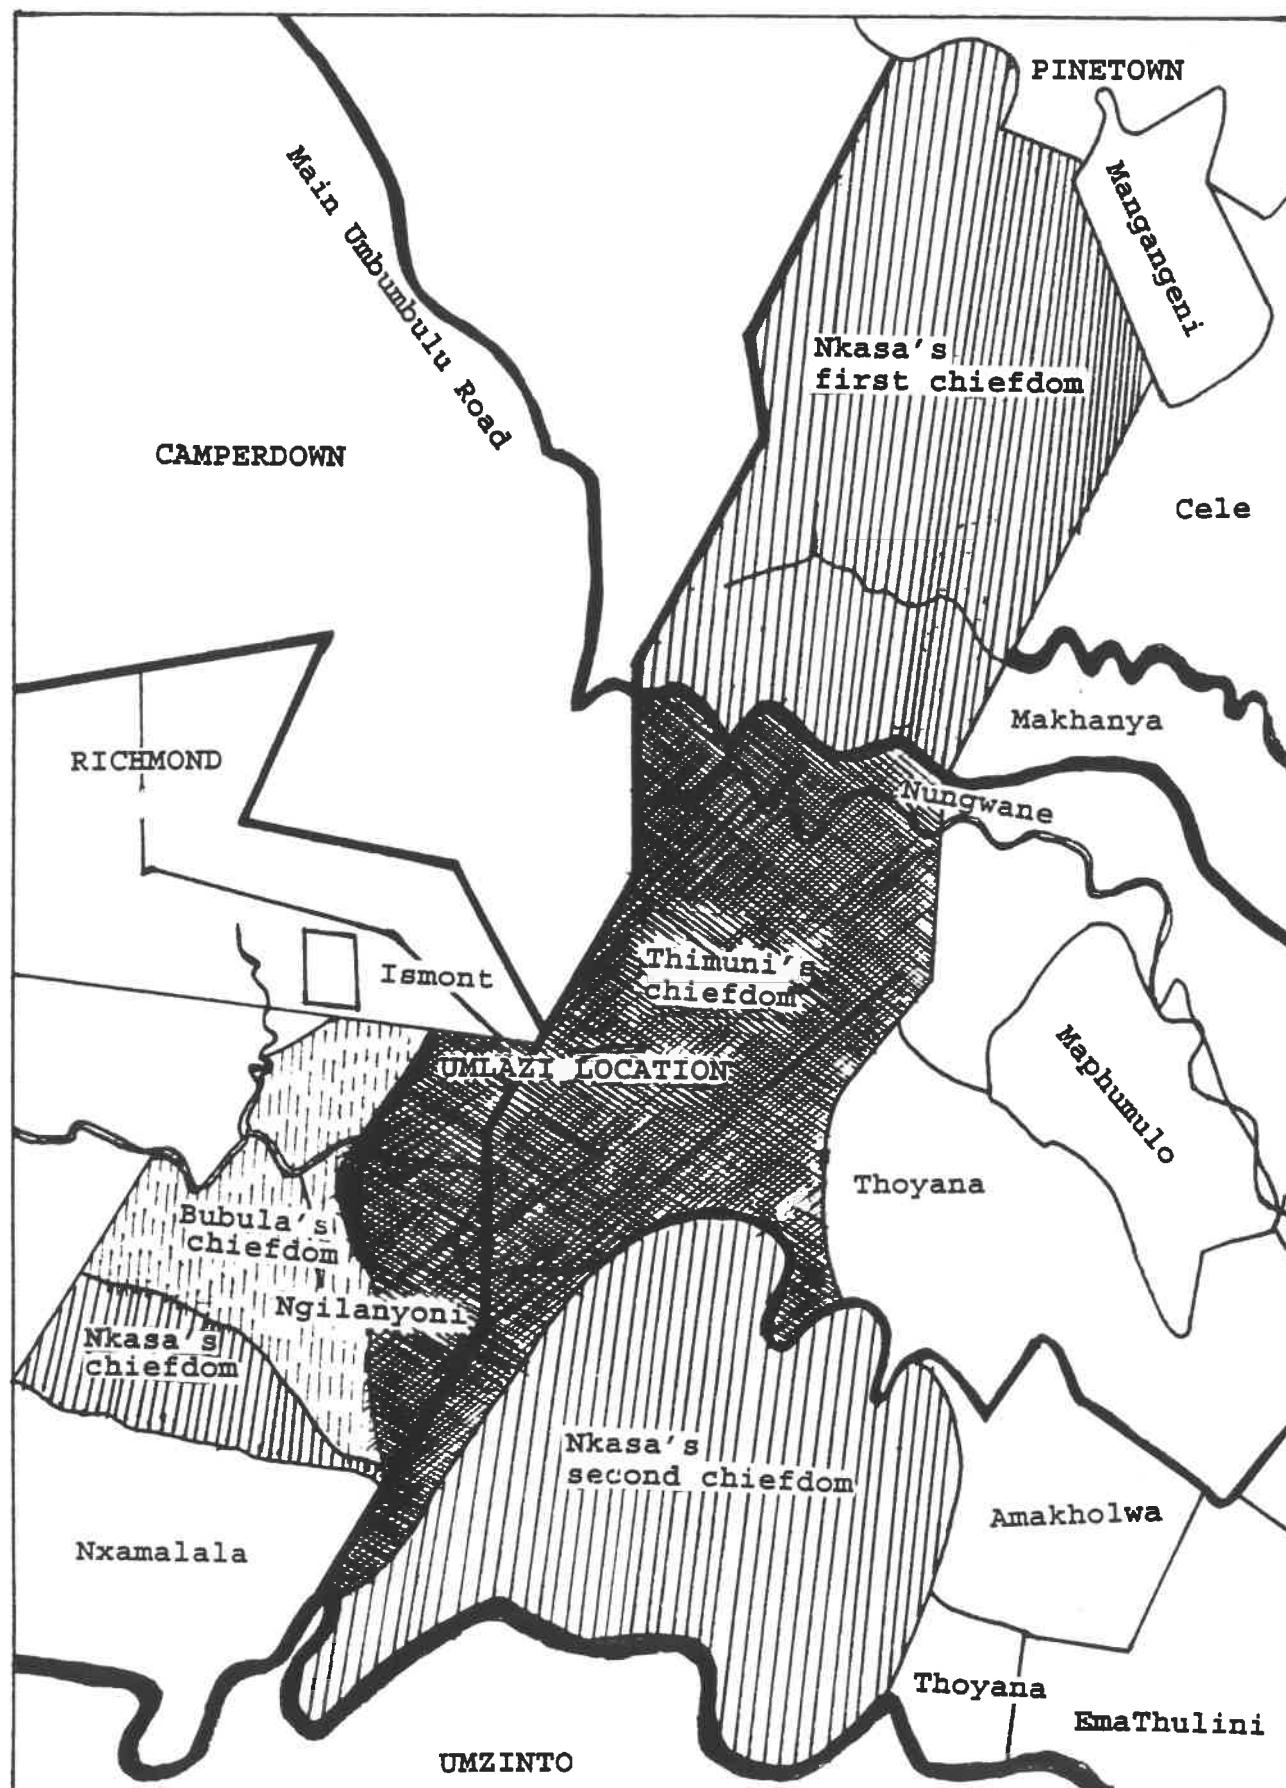 PINETOWN
Mangangeni
Main Umbumbulu Road
Nkasa's
first chiefdom
CAMPERDOWN
Cele
Makhanya
RICHMOND
Nungwane
Thimuni's
chiefdom
Ismont
UMLAZI LOCATION
Maphumulo
Thoyana
Bubula's
chiefdom
Ngilanyoni
Nkasa's
chiefdom
Nkasa's
second chiefdom
Amakholwa
Nxamalala
Thoyana
EmaThulini
UMZINTO